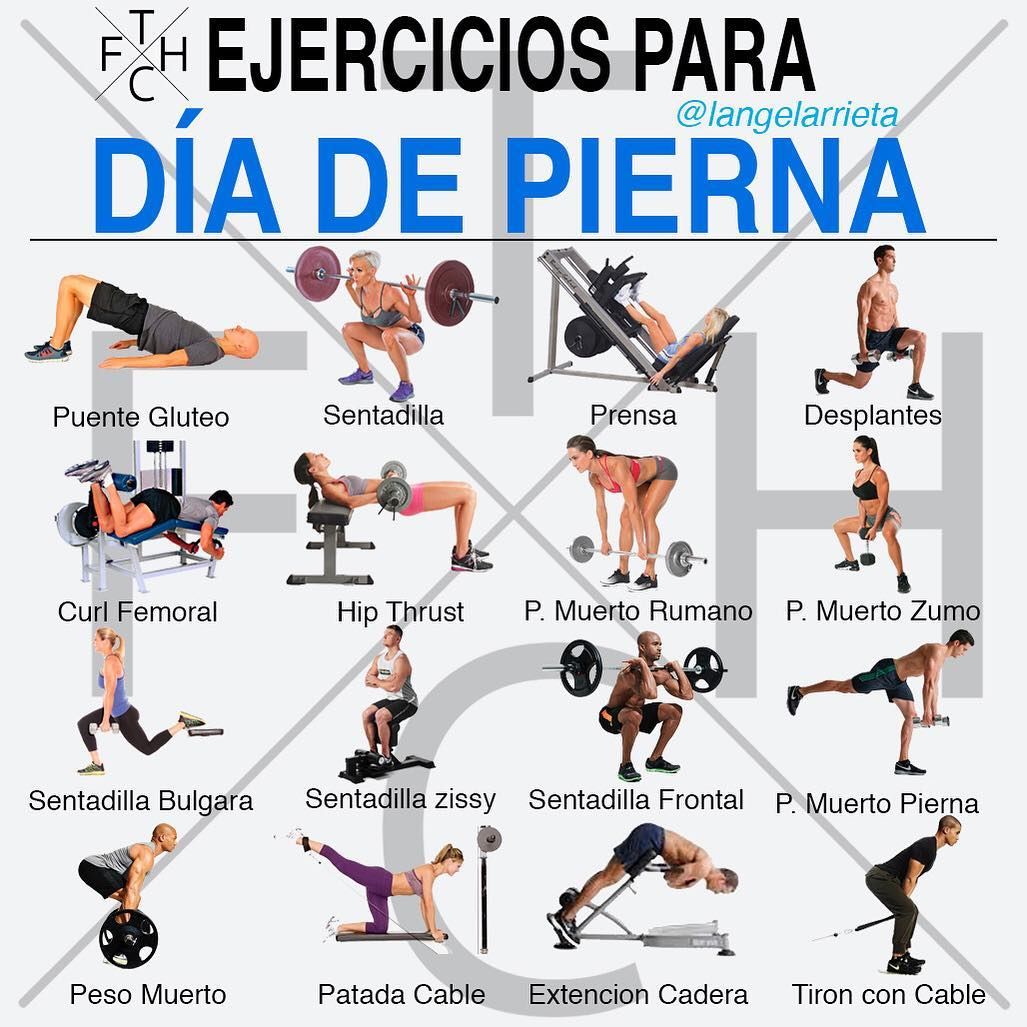 FTHC
EJERCICIOS PARA
@langelarrieta
DÍA DE PIERNA
Puente Gluteo
Sentadilla
Prensa
Desplantes
Curl Femoral
Hip Thrust
P. Muerto Rumano
P. Muerto Zumo
Sentadilla Bulgara
Sentadilla zissy
Sentadilla Frontal
P. Muerto Pierna
Peso Muerto
Patada Cable
Extencion Cadera
Tiron con Cable